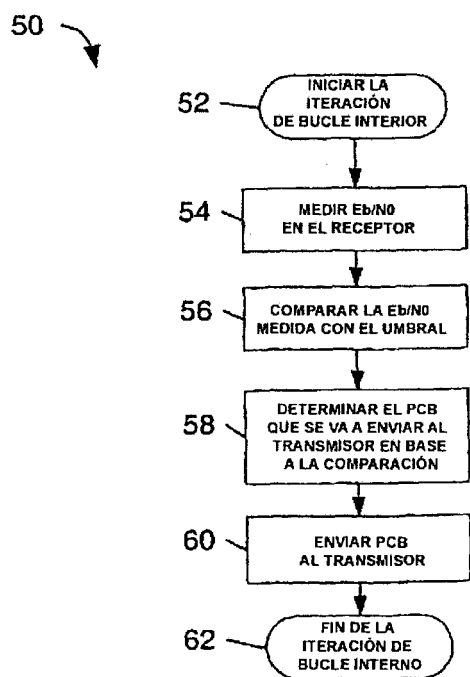 50
52
INICIAR LA
ITERACIÓN
DE BUCLE INTERIOR
54
MEDIR Eb/N0
EN EL RECEPTOR
56
COMPARAR LA Eb/N0
MEDIDA CON EL UMBRAL
58
DETERMINAR EL PCB
QUE SE VA A ENVIAR AL
TRANSMISOR EN BASE
A LA COMPARACIÓN
60
ENVIAR PCB
AL TRANSMISOR
62
FIN DE LA
ITERACIÓN DE
BUCLE INTERNO